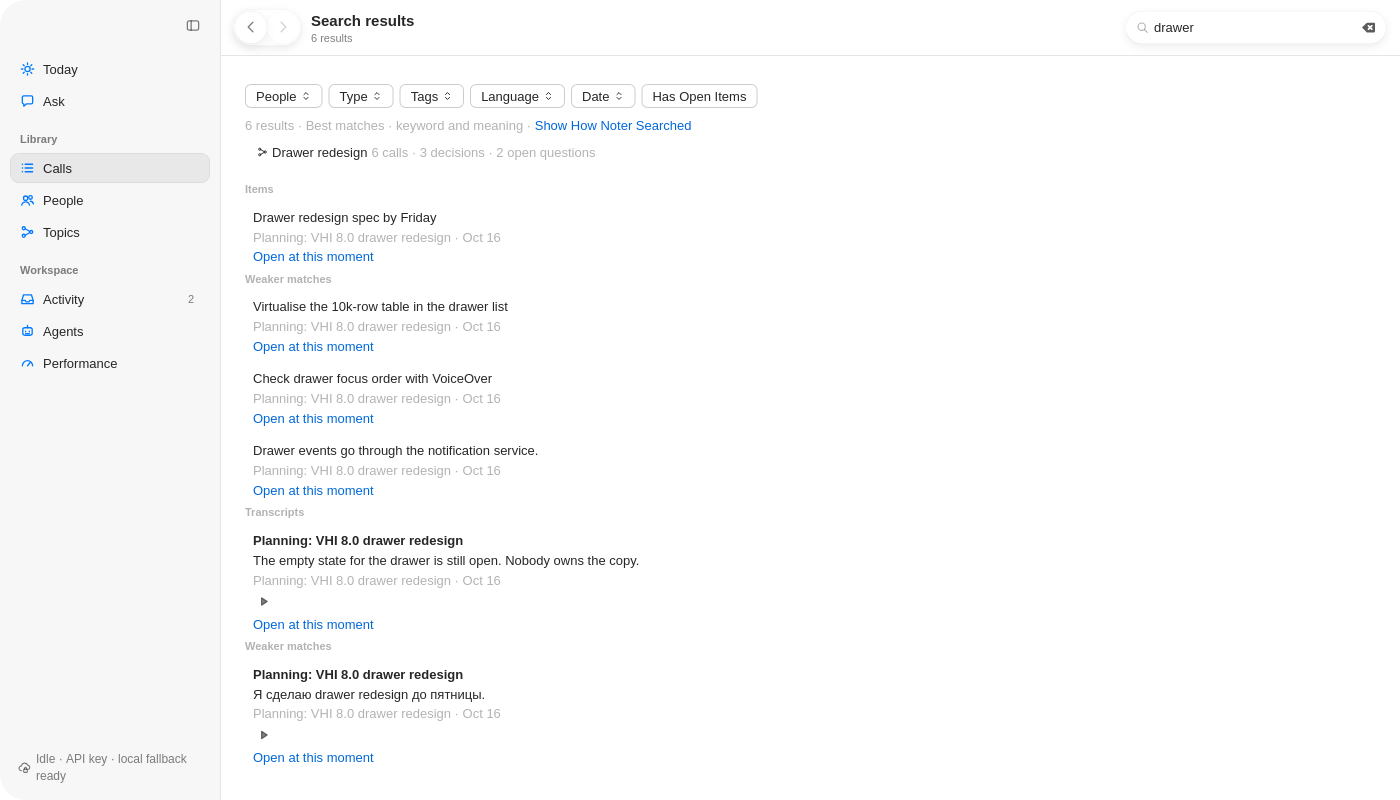 Today
Ask
Library
Calls
People
Topics
Workspace
Activity 2
Agents
Performance
Idle · API key · local fallback
ready
Search results
6 results
drawer
People Type Tags Language Date Has Open Items
6 results · Best matches · keyword and meaning · Show How Noter Searched
Drawer redesign 6 calls · 3 decisions · 2 open questions
Items
Drawer redesign spec by Friday
Planning: VHI 8.0 drawer redesign · Oct 16
Open at this moment
Weaker matches
Virtualise the 10k-row table in the drawer list
Planning: VHI 8.0 drawer redesign · Oct 16
Open at this moment
Check drawer focus order with VoiceOver
Planning: VHI 8.0 drawer redesign · Oct 16
Open at this moment
Drawer events go through the notification service.
Planning: VHI 8.0 drawer redesign · Oct 16
Open at this moment
Transcripts
Planning: VHI 8.0 drawer redesign
The empty state for the drawer is still open. Nobody owns the copy.
Planning: VHI 8.0 drawer redesign · Oct 16
Open at this moment
Weaker matches
Planning: VHI 8.0 drawer redesign
Я сделаю drawer redesign до пятницы.
Planning: VHI 8.0 drawer redesign · Oct 16
Open at this moment